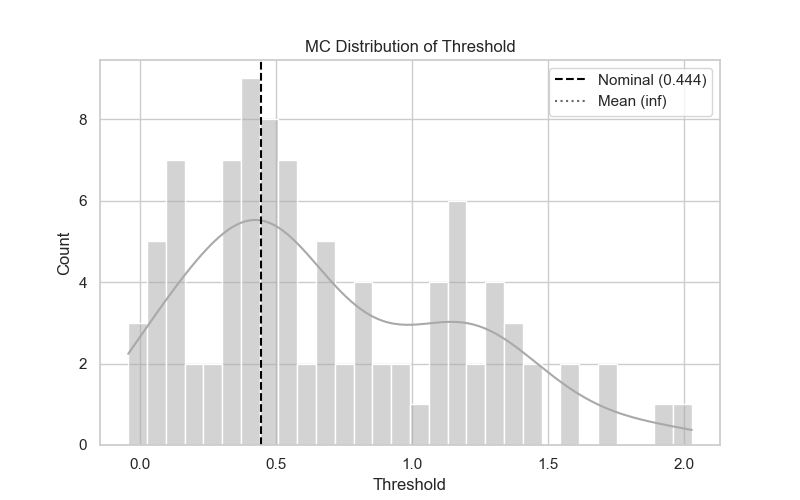 MC Distribution of Threshold
Nominal (0.444)
Mean (inf)
Count
8
6
4
2
0
0.0 0.5 1.0 1.5 2.0
Threshold